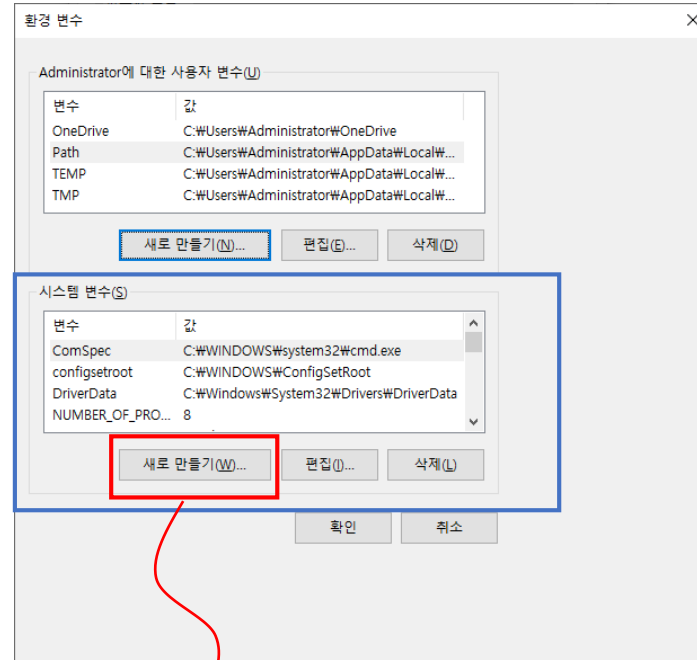 환경 변수
Administrator에 대한 사용자 변수(U)
변수 값
OneDrive C:₩Users₩Administrator₩OneDrive
Path C:₩Users₩Administrator₩AppData₩Local₩...
TEMP C:₩Users₩Administrator₩AppData₩Local₩...
TMP C:₩Users₩Administrator₩AppData₩Local₩...
새로 만들기(N)... 편집(E)... 삭제(D)
시스템 변수(S)
변수 값
ComSpec C:₩WINDOWS₩system32₩cmd.exe
configsetroot C:₩WINDOWS₩ConfigSetRoot
DriverData C:₩Windows₩System32₩Drivers₩DriverData
NUMBER_OF_PRO... 8
새로 만들기(W)... 편집(I)... 삭제(L)
확인 취소